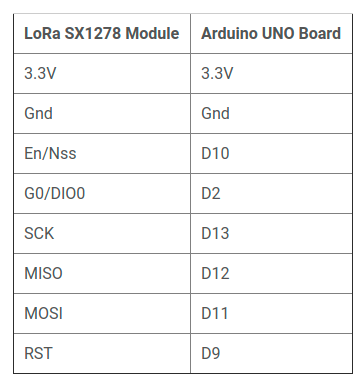 LoRa SX1278 Module Arduino UNO Board
3.3V 3.3V
Gnd Gnd
En/Nss D10
G0/DIO0 D2
SCK D13
MISO D12
MOSI D11
RST D9